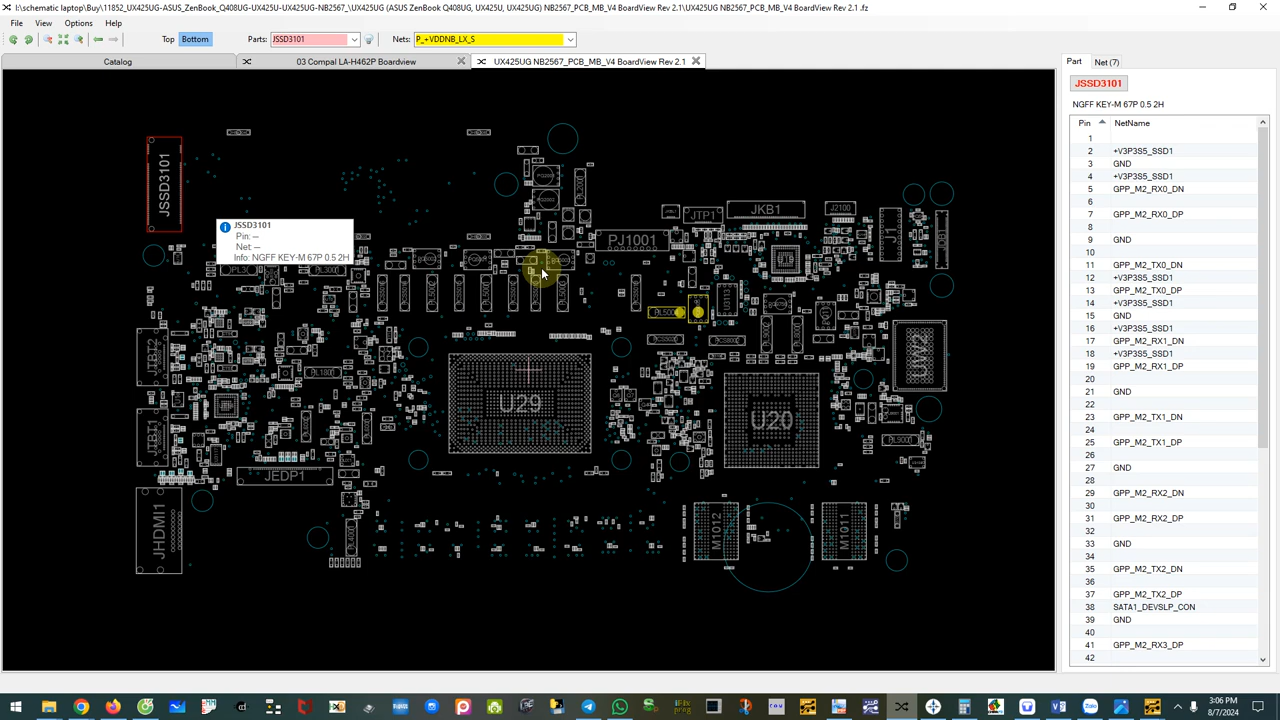 I:\schematic laptop\Buy\11852_UX425UG-ASUS_ZenBook_Q408UG-UX425U-UX425UG-NB2567_\UX425UG (ASUS ZenBook Q408UG, UX425U, UX425UG) NB2567_PCB_MB_V4 BoardView Rev 2.1\UX425UG NB2567_PCB_MB_V4 BoardView Rev 2.1 .fz
File View Options Help
Top Bottom Parts: JSSD3101 Nets: P_+VDDNB_LX_S
Catalog 03 Compal LA-H462P Boardview UX425UG NB2567_PCB_MB_V4 BoardView Rev 2.1
Part Net (7)
JSSD3101
NGFF KEY-M 67P 0.5 2H
Pin NetName
1
2 +V3P3S5_SSD1
3 GND
4 +V3P3S5_SSD1
5 GPP_M2_RX0_DN
6
7 GPP_M2_RX0_DP
8
9 GND
10
11 GPP_M2_TX0_DN
12 +V3P3S5_SSD1
13 GPP_M2_TX0_DP
14 +V3P3S5_SSD1
15 GND
16 +V3P3S5_SSD1
17 GPP_M2_RX1_DN
18 +V3P3S5_SSD1
19 GPP_M2_RX1_DP
20
21 GND
22
23 GPP_M2_TX1_DN
24
25 GPP_M2_TX1_DP
26
27 GND
28
29 GPP_M2_RX2_DN
30
31 GPP_M2_RX2_DP
32
33 GND
34
35 GPP_M2_TX2_DN
36
37 GPP_M2_TX2_DP
38 SATA1_DEVSLP_CON
39 GND
40
41 GPP_M2_RX3_DP
42
JSSD3101
JSSD3101
Pin: --
Net: --
Info: NGFF KEY-M 67P 0.5 2H
JTP1
JKB1
J2100
J1
PJ1001
U3113
PL1801
U29
U20
JEDP1
JHDMI1
M1012
M1011
3:06 PM
8/7/2024